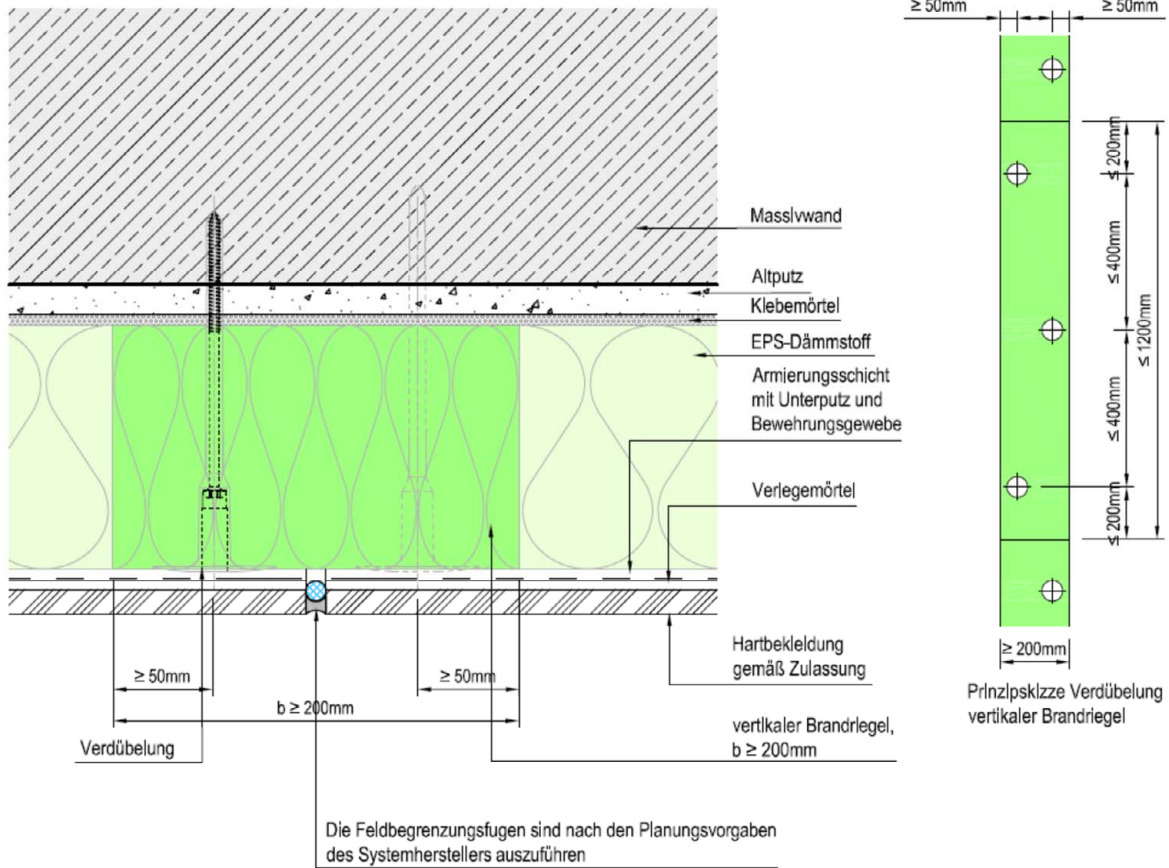 ≥ 50mm
≥ 50mm
≤ 200mm
≤ 400mm
≤ 1200mm
≤ 400mm
≤ 200mm
≥ 200mm
Prinzipskizze Verdübelung
vertikaler Brandriegel
Massivwand
Altputz
Klebemörtel
EPS-Dämmstoff
Armierungsschicht
mit Unterputz und
Bewehrungsgewebe
Verlegemörtel
Hartbekleidung
gemäß Zulassung
vertikaler Brandriegel,
b ≥ 200mm
≥ 50mm
≥ 50mm
b ≥ 200mm
Verdübelung
Die Feldbegrenzungsfugen sind nach den Planungsvorgaben
des Systemherstellers auszuführen